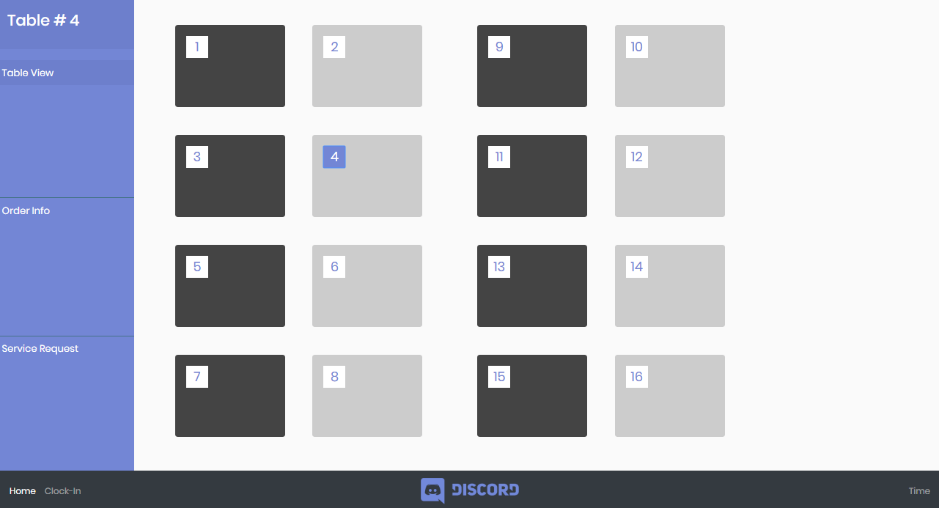 Table # 4
Table View
Order Info
Service Request
1
2
9
10
3
4
11
12
5
6
13
14
7
8
15
16
Home
Clock-In
DISCORD
Time